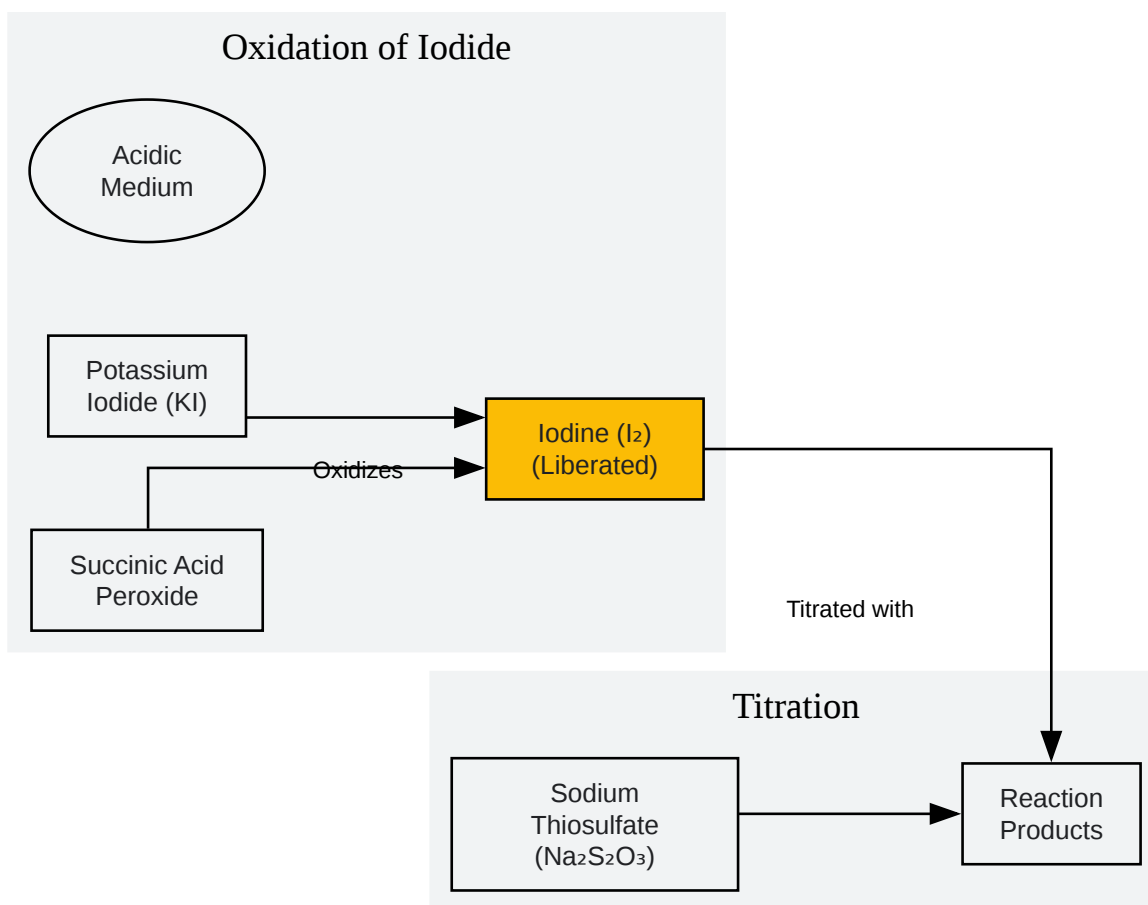 Oxidation of Iodide
Acidic
Medium
Potassium
Iodide (KI)
Iodine (I₂)
(Liberated)
Oxidizes
Succinic Acid
Peroxide
Titrated with
Titration
Sodium
Thiosulfate
(Na₂S₂O₃)
Reaction
Products